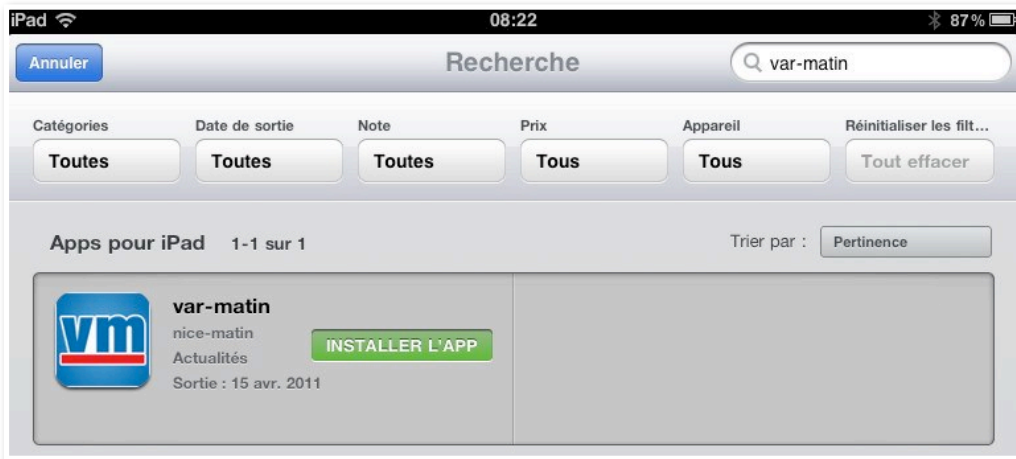 iPad 08:22 87%
Annuler Recherche var-matin
Catégories Date de sortie Note Prix Appareil Réinitialiser les filt...
Toutes Toutes Toutes Tous Tous Tout effacer
Apps pour iPad 1-1 sur 1 Trier par : Pertinence
vm
var-matin
nice-matin
INSTALLER L'APP
Actualités
Sortie : 15 avr. 2011